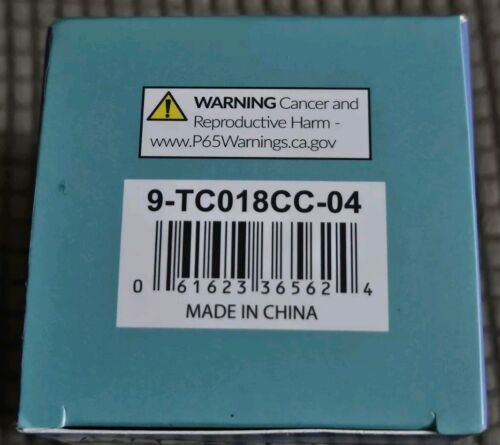 WARNING Cancer and
Reproductive Harm -
www.P65Warnings.ca.gov
9-TC018CC-04
0 61623 36562 4
MADE IN CHINA